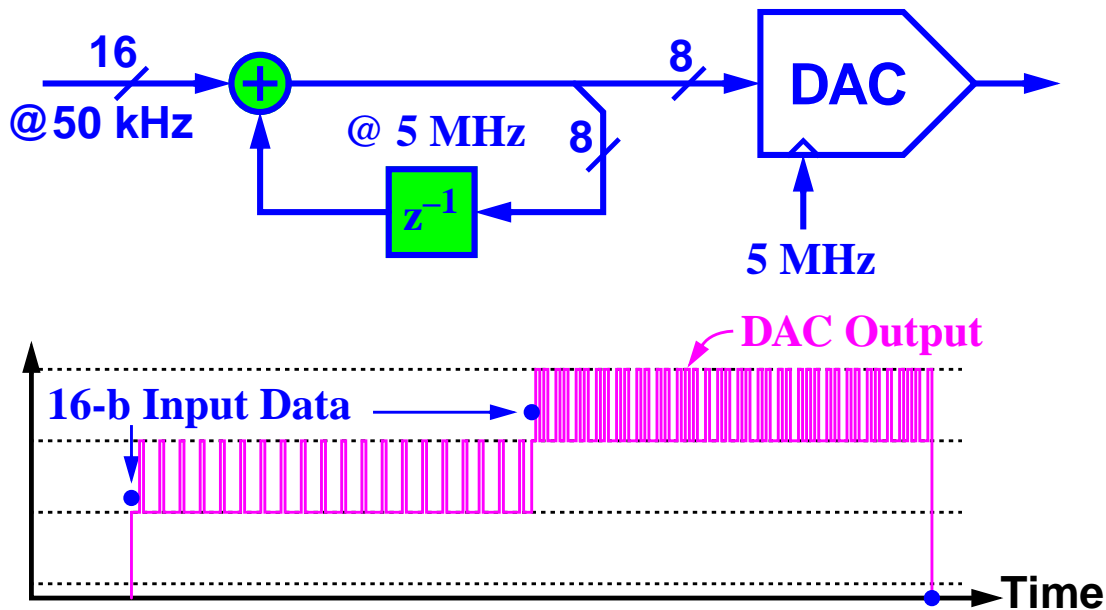 16
@50 kHz
+
@ 5 MHz
8
8
z–1
DAC
5 MHz
DAC Output
16-b Input Data
Time